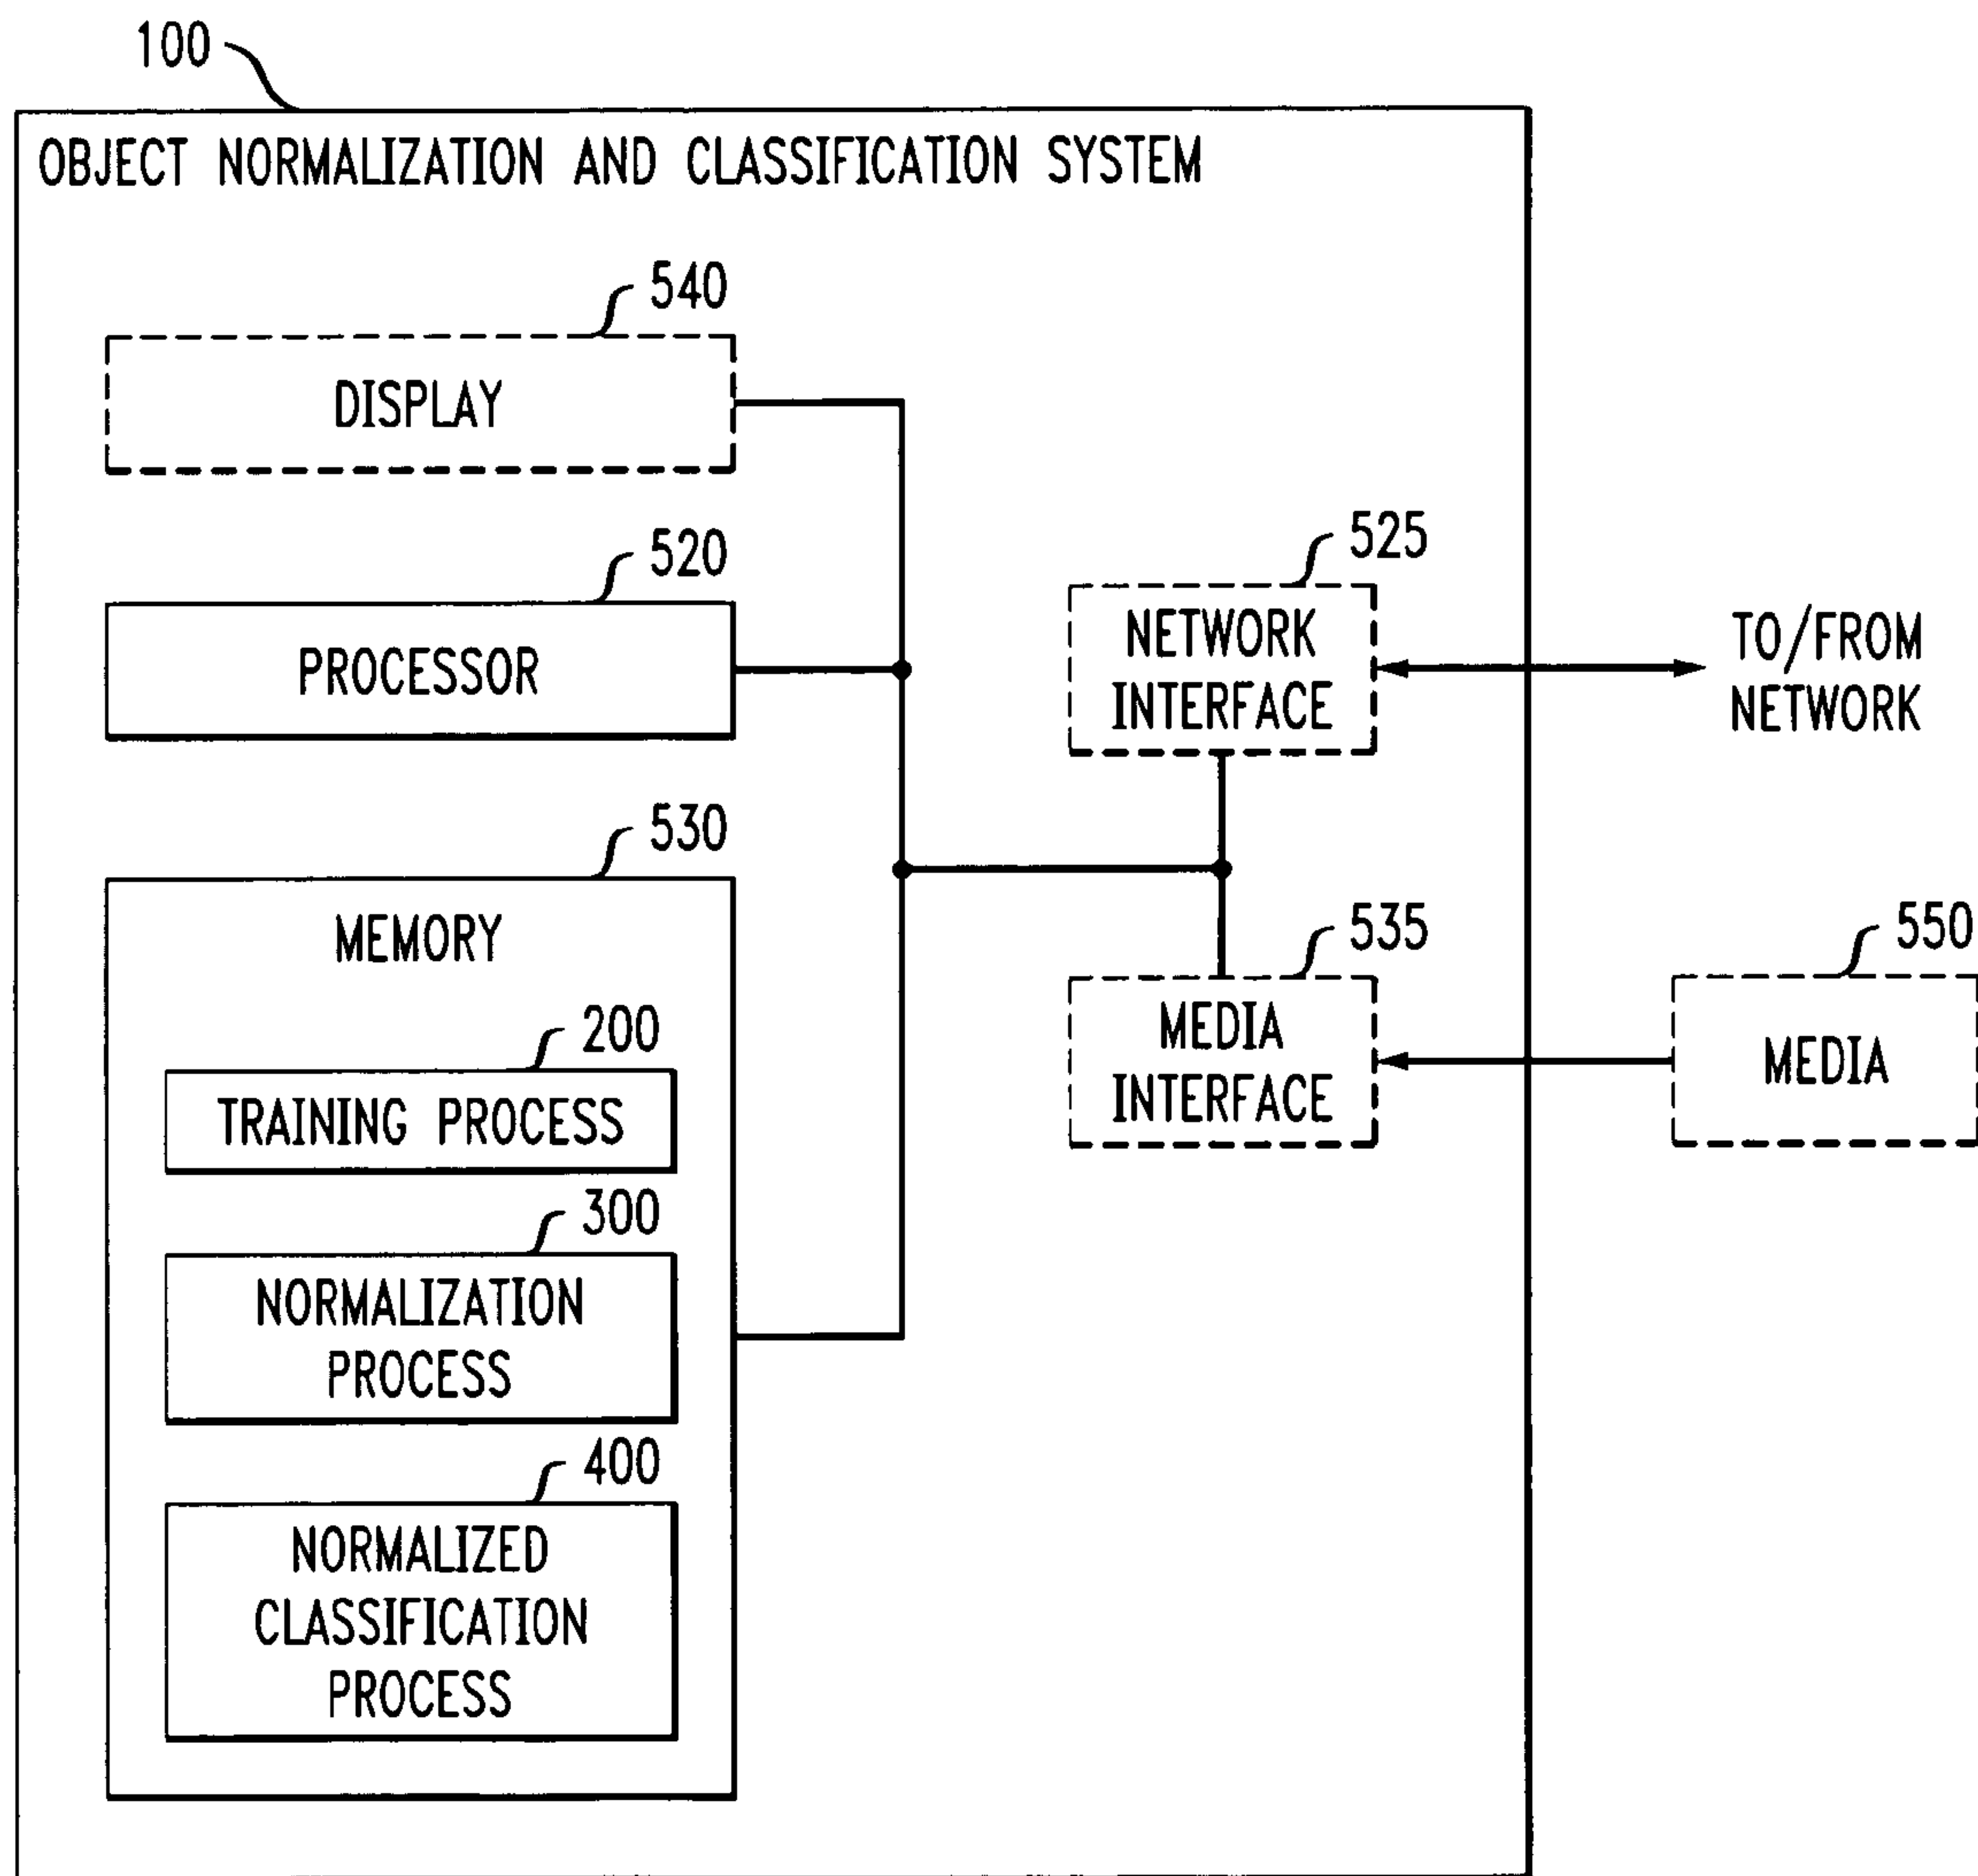 100
OBJECT NORMALIZATION AND CLASSIFICATION SYSTEM
540
DISPLAY
520
PROCESSOR
525
NETWORK
INTERFACE
TO/FROM
NETWORK
530
MEMORY
535
MEDIA
INTERFACE
550
MEDIA
200
TRAINING PROCESS
300
NORMALIZATION
PROCESS
400
NORMALIZED
CLASSIFICATION
PROCESS